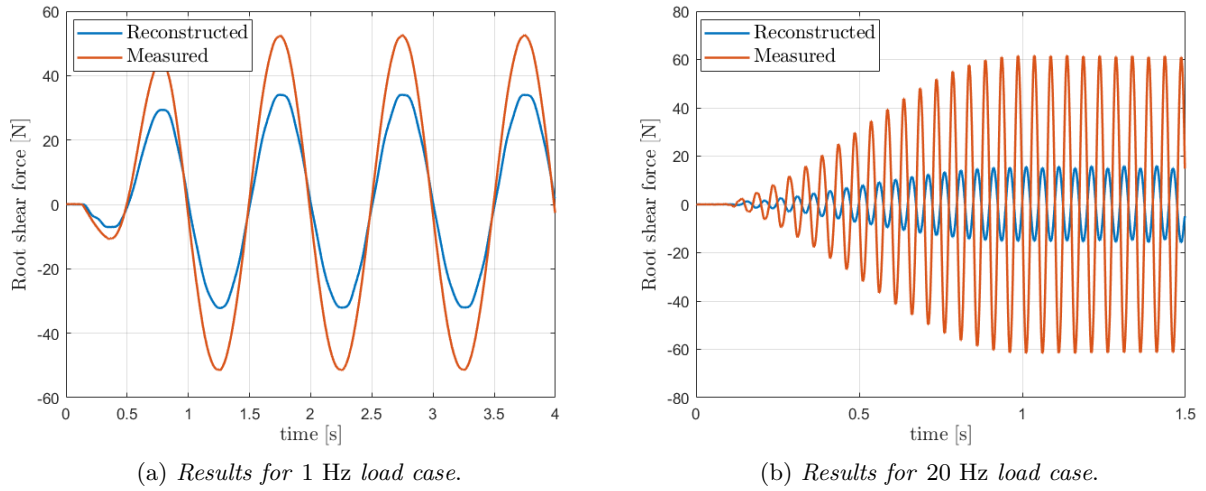 Reconstructed
Measured
60
40
20
0
-20
-40
-60
Root shear force [N]
0 0.5 1 1.5 2 2.5 3 3.5 4
time [s]
(a) Results for 1 Hz load case.
Reconstructed
Measured
80
60
40
20
0
-20
-40
-60
-80
Root shear force [N]
0 0.5 1 1.5
time [s]
(b) Results for 20 Hz load case.